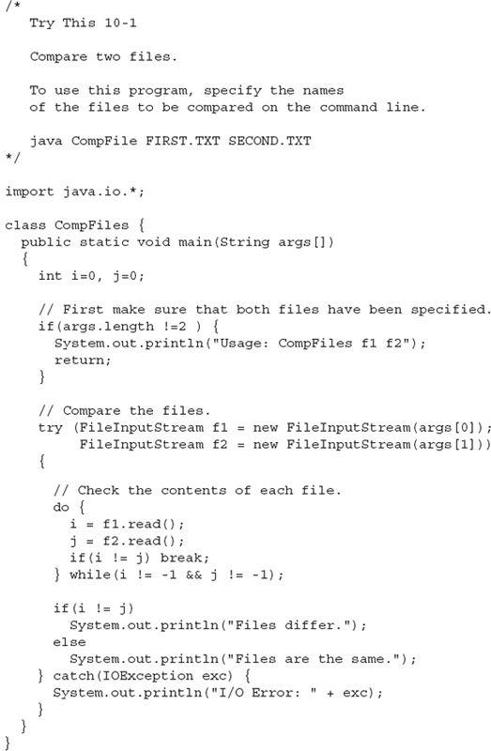 /*
   Try This 10-1

   Compare two files.

   To use this program, specify the names
   of the files to be compared on the command line.

   java CompFile FIRST.TXT SECOND.TXT
*/

import java.io.*;

class CompFiles {
  public static void main(String args[])
  {
    int i=0, j=0;

    // First make sure that both files have been specified.
    if(args.length !=2 ) {
      System.out.println("Usage: CompFiles f1 f2");
      return;
    }

    // Compare the files.
    try (FileInputStream f1 = new FileInputStream(args[0]);
         FileInputStream f2 = new FileInputStream(args[1]))
    {

      // Check the contents of each file.
      do {
        i = f1.read();
        j = f2.read();
        if(i != j) break;
      } while(i != -1 && j != -1);

      if(i != j)
        System.out.println("Files differ.");
      else
        System.out.println("Files are the same.");
    } catch(IOException exc) {
      System.out.println("I/O Error: " + exc);
    }
  }
}